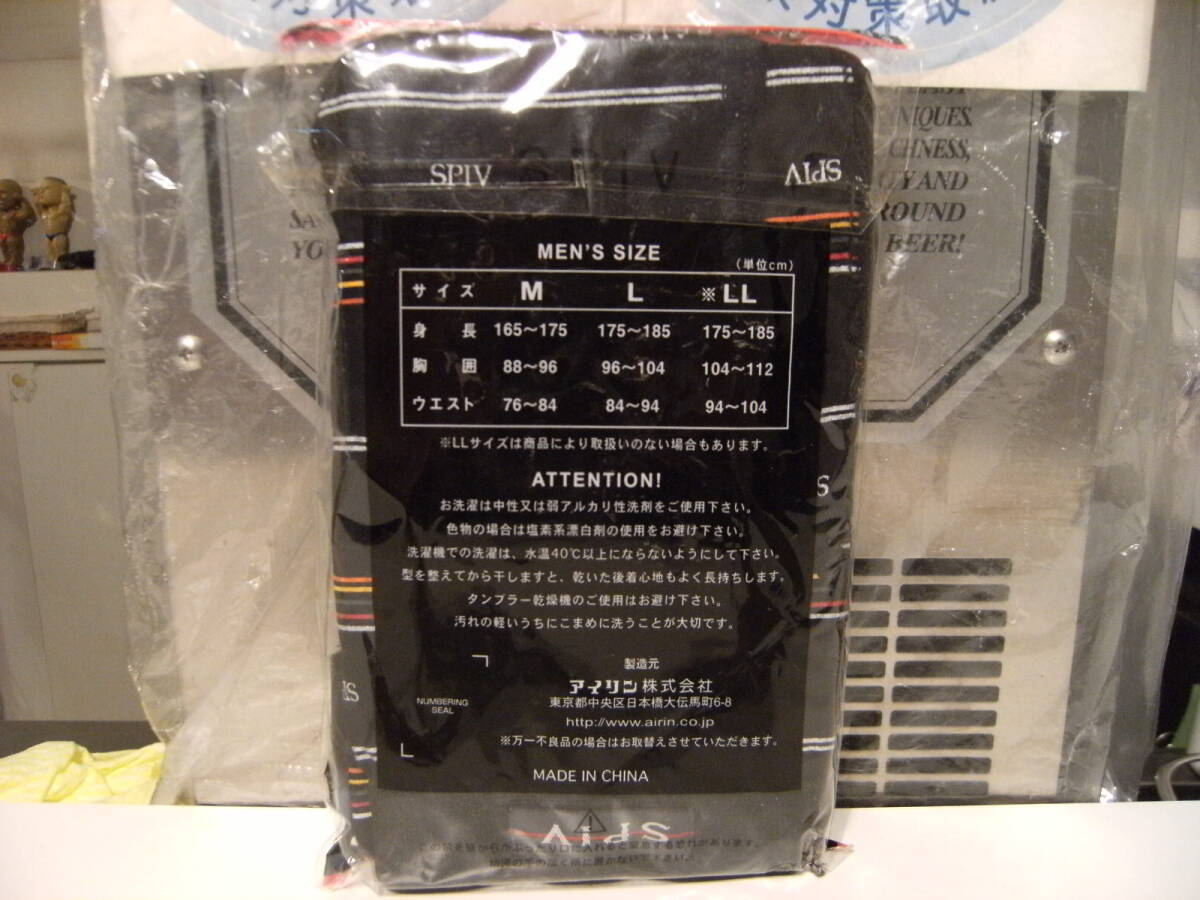 対策
対策取
NIQUES.
CHNESS,
Y AND
ROUND
BEER!
SA
YO
SPIV
SPIV
SPIV
MEN'S SIZE
(単位cm)
サイズ M L ※LL
身長 165～175 175～185 175～185
胸囲 88～96 96～104 104～112
ウエスト 76～84 84～94 94～104
※LLサイズは商品により取扱いのない場合もあります。
ATTENTION!
お洗濯は中性又は弱アルカリ性洗剤をご使用下さい。
色物の場合は塩素系漂白剤の使用をお避け下さい。
洗濯機での洗濯は、水温40℃以上にならないようにして下さい。
型を整えてから干しますと、乾いた後着心地もよく長持ちします。
タンブラー乾燥機のご使用はお避け下さい。
汚れの軽いうちにこまめに洗うことが大切です。
NUMBERING
SEAL
製造元
アイリン株式会社
東京都中央区日本橋大伝馬町6-8
http://www.airin.co.jp
※万一不良品の場合はお取替えさせていただきます。
MADE IN CHINA
SPIV